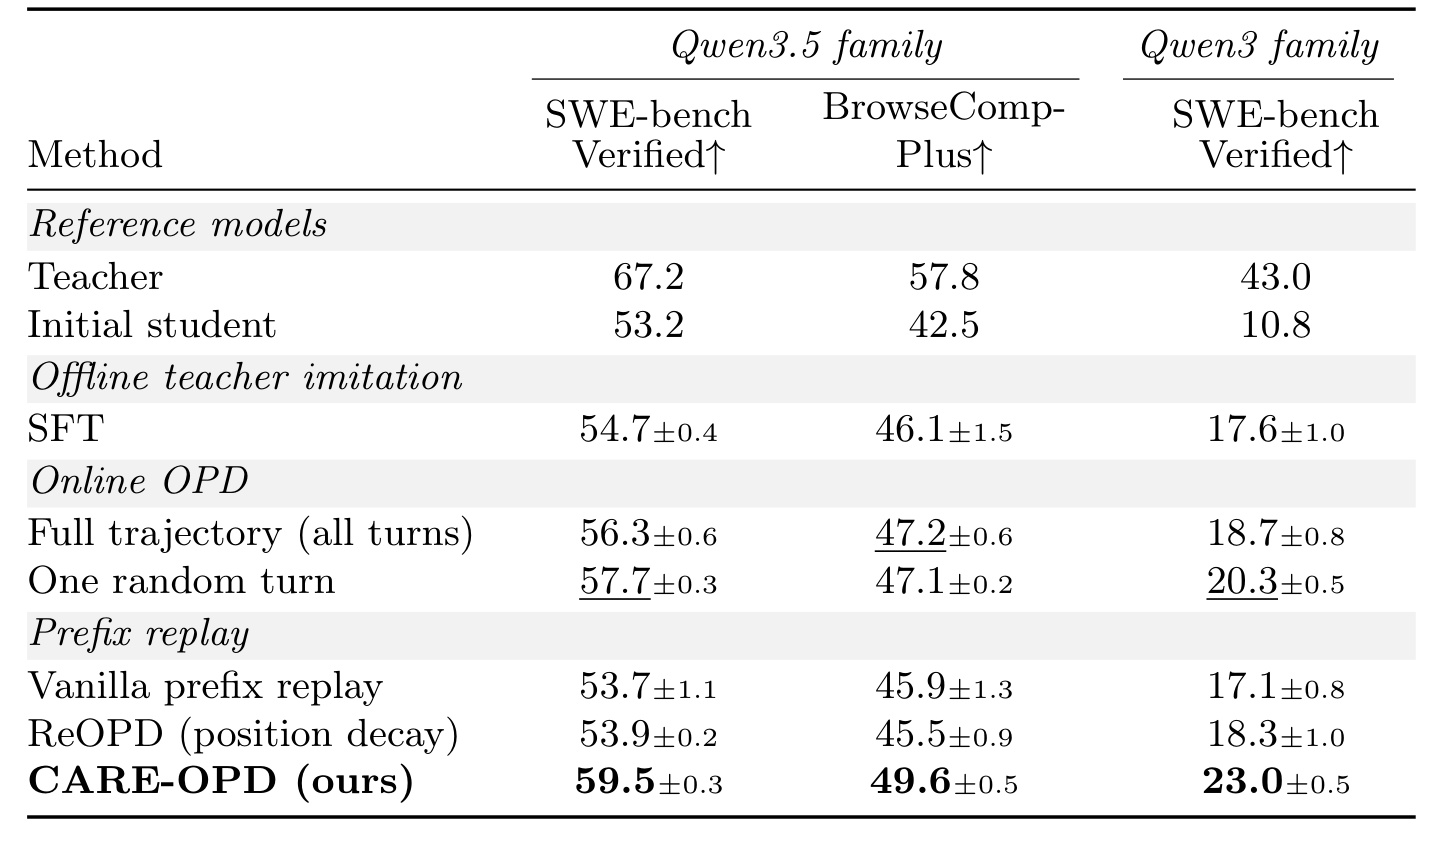 Qwen3.5 family Qwen3 family
Method SWE-bench Verified↑ BrowseComp-Plus↑ SWE-bench Verified↑
Reference models
Teacher 67.2 57.8 43.0
Initial student 53.2 42.5 10.8
Offline teacher imitation
SFT 54.7±0.4 46.1±1.5 17.6±1.0
Online OPD
Full trajectory (all turns) 56.3±0.6 47.2±0.6 18.7±0.8
One random turn 57.7±0.3 47.1±0.2 20.3±0.5
Prefix replay
Vanilla prefix replay 53.7±1.1 45.9±1.3 17.1±0.8
ReOPD (position decay) 53.9±0.2 45.5±0.9 18.3±1.0
CARE-OPD (ours) 59.5±0.3 49.6±0.5 23.0±0.5